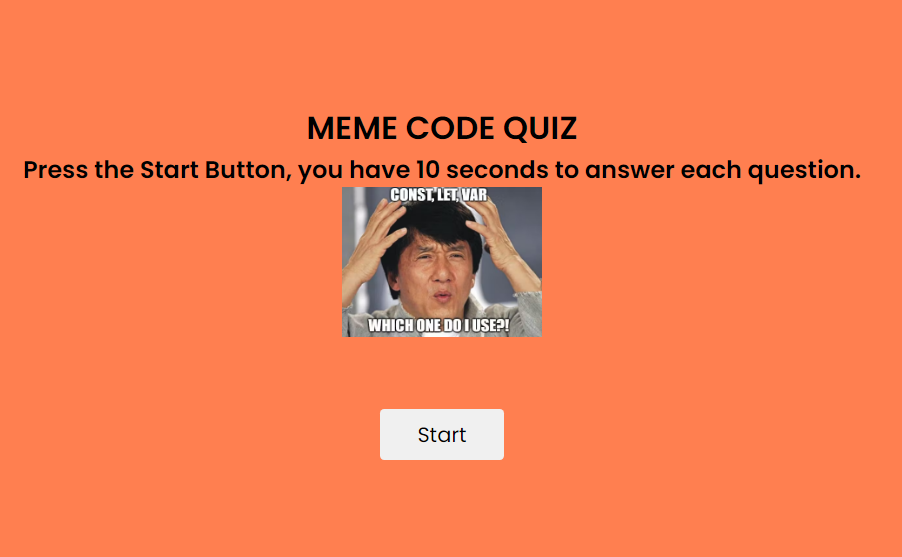 MEME CODE QUIZ
Press the Start Button, you have 10 seconds to answer each question.
CONST, LET, VAR
WHICH ONE DO I USE?!
Start